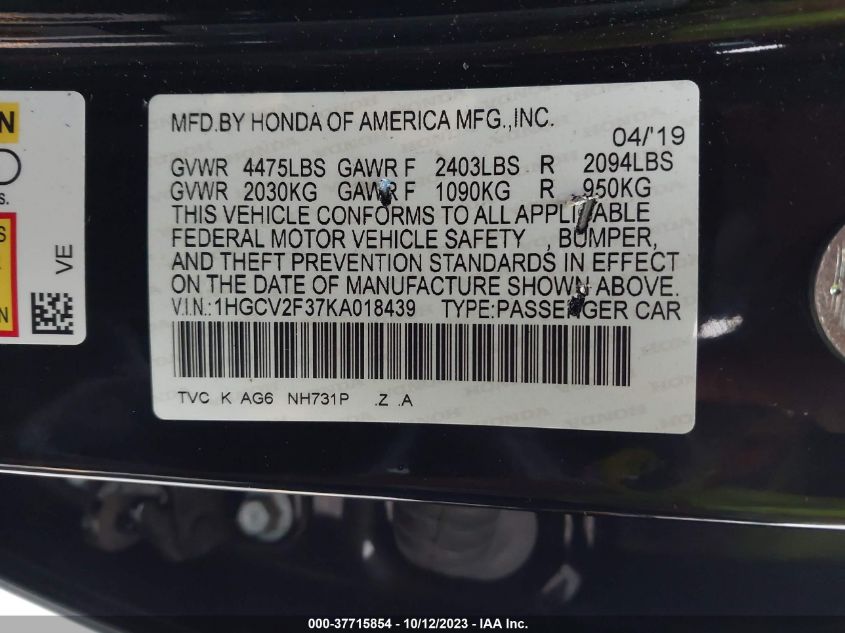 MFD.BY HONDA OF AMERICA MFG.,INC.
04/'19
GVWR 4475LBS GAWR F 2403LBS R 2094LBS
GVWR 2030KG GAWR F 1090KG R 950KG
THIS VEHICLE CONFORMS TO ALL APPLICABLE
FEDERAL MOTOR VEHICLE SAFETY , BUMPER,
AND THEFT PREVENTION STANDARDS IN EFFECT
ON THE DATE OF MANUFACTURE SHOWN ABOVE.
V.I.N.:1HGCV2F37KA018439 TYPE:PASSENGER CAR
TVC K AG6 NH731P .Z .A
VE
000-37715854 - 10/12/2023 - IAA Inc.